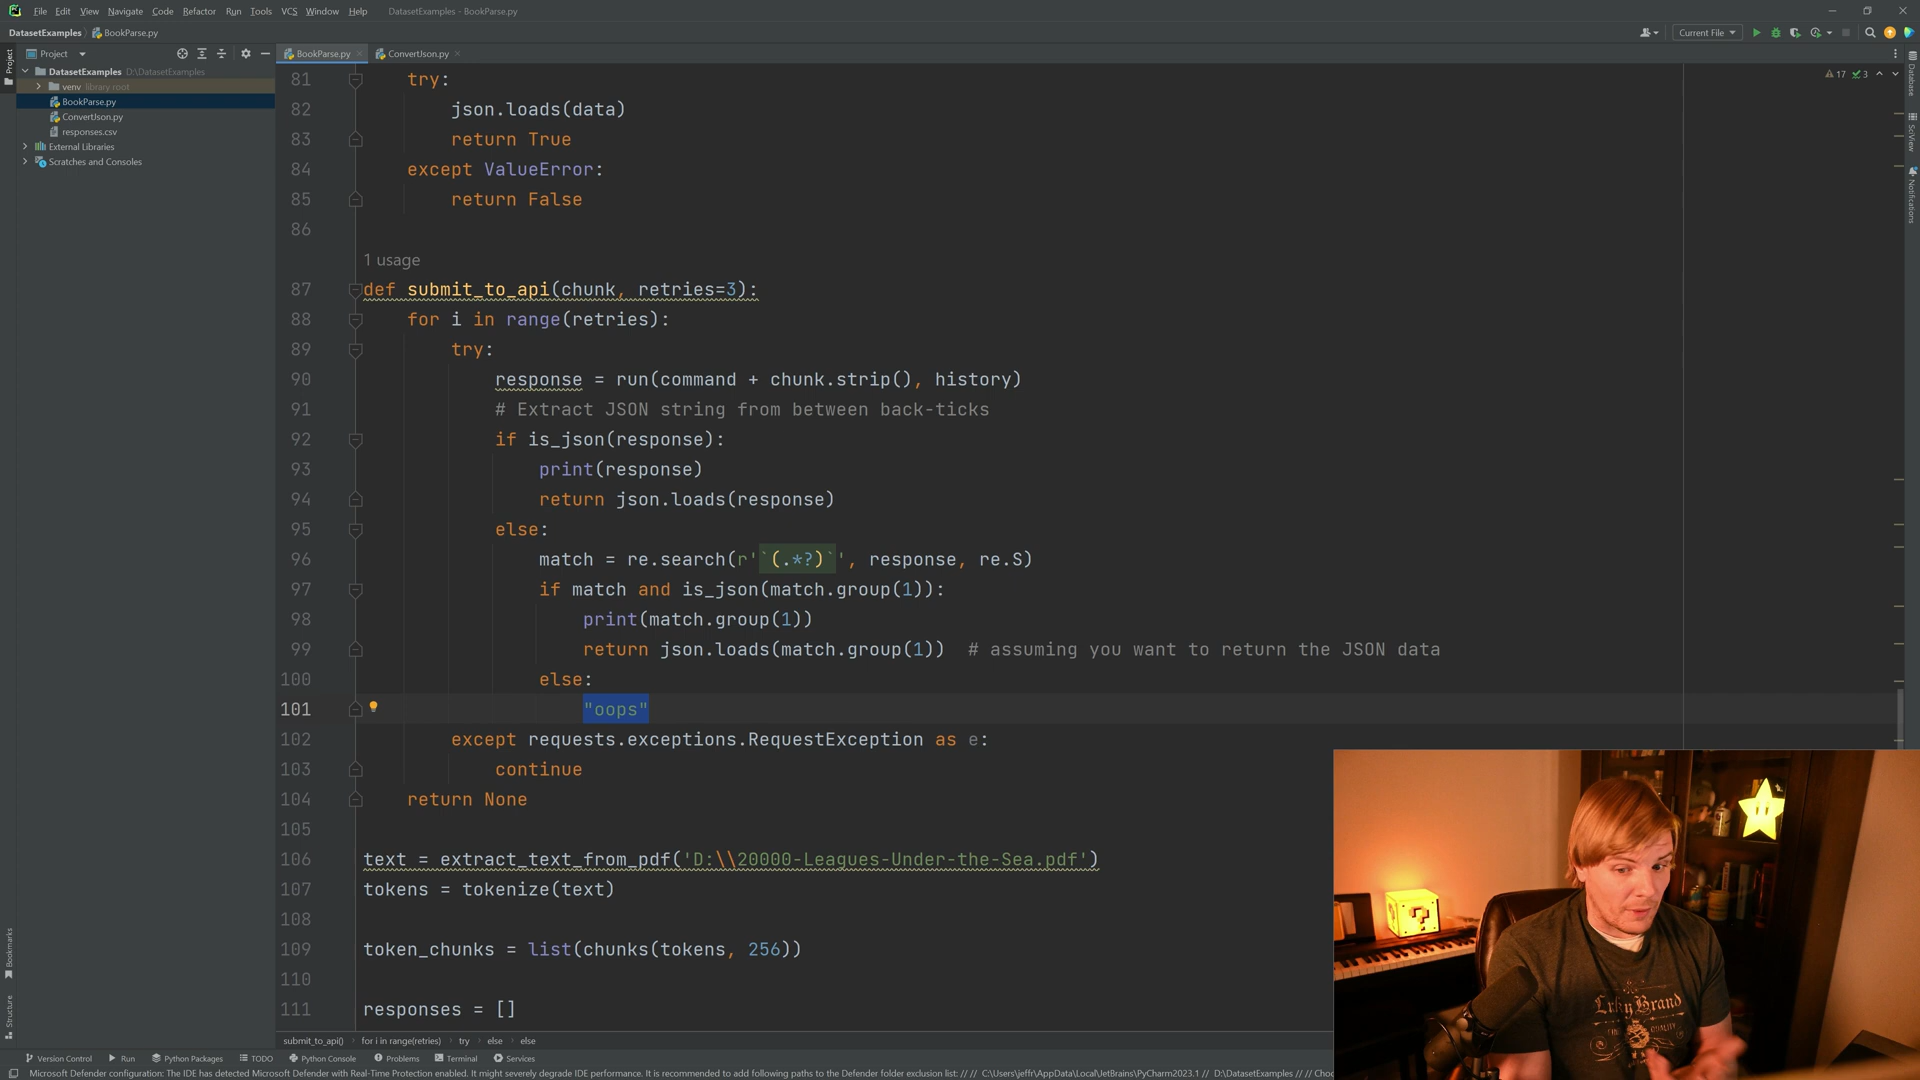 File Edit View Navigate Code Refactor Run Tools VCS Window Help DatasetExamples - BookParse.py
DatasetExamples BookParse.py
Current File
Project
BookParse.py
ConvertJson.py
DatasetExamples D:\DatasetExamples
venv library root
BookParse.py
ConvertJson.py
responses.csv
External Libraries
Scratches and Consoles
Project
Bookmarks
Structure
Database
SciView
Notifications
17 3
81 try:
82 json.loads(data)
83 return True
84 except ValueError:
85 return False
86
1 usage
87 def submit_to_api(chunk, retries=3):
88 for i in range(retries):
89 try:
90 response = run(command + chunk.strip(), history)
91 # Extract JSON string from between back-ticks
92 if is_json(response):
93 print(response)
94 return json.loads(response)
95 else:
96 match = re.search(r'`(.*?)`', response, re.S)
97 if match and is_json(match.group(1)):
98 print(match.group(1))
99 return json.loads(match.group(1)) # assuming you want to return the JSON data
100 else:
101 "oops"
102 except requests.exceptions.RequestException as e:
103 continue
104 return None
105
106 text = extract_text_from_pdf('D:\\20000-Leagues-Under-the-Sea.pdf')
107 tokens = tokenize(text)
108
109 token_chunks = list(chunks(tokens, 256))
110
111 responses = []
submit_to_api() for i in range(retries) try else else
Version Control Run Python Packages TODO Python Console Problems Terminal Services
Microsoft Defender configuration: The IDE has detected Microsoft Defender with Real-Time Protection enabled. It might severely degrade IDE performance. It is recommended to add following paths to the Defender folder exclusion list: // // C:\Users\jeffr\AppData\Local\JetBrains\PyCharm2023.1 // D:\DatasetExamples // // Choo
Brand